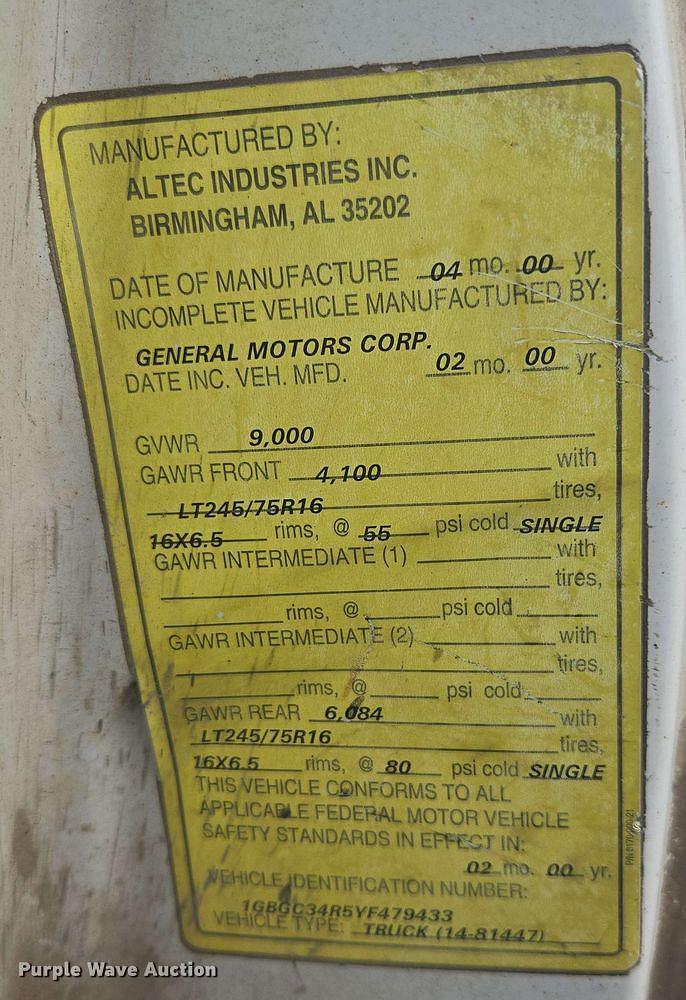 MANUFACTURED BY:
ALTEC INDUSTRIES INC.
BIRMINGHAM, AL 35202
DATE OF MANUFACTURE 04 mo. 00 yr.
INCOMPLETE VEHICLE MANUFACTURED BY:
GENERAL MOTORS CORP.
DATE INC. VEH. MFD. 02 mo. 00 yr.
GVWR 9,000
GAWR FRONT 4,100 with
LT245/75R16 tires,
16X6.5 rims, @ 55 psi cold SINGLE
GAWR INTERMEDIATE (1) with
tires,
rims, @ psi cold
GAWR INTERMEDIATE (2) with
tires,
rims, @ psi cold
GAWR REAR 6,084 with
LT245/75R16 tires,
16X6.5 rims, @ 80 psi cold SINGLE
THIS VEHICLE CONFORMS TO ALL
APPLICABLE FEDERAL MOTOR VEHICLE
SAFETY STANDARDS IN EFFECT IN:
02 mo. 00 yr.
VEHICLE IDENTIFICATION NUMBER:
1GBGC34R5YF479433
VEHICLE TYPE: TRUCK (14-81447)
Purple Wave Auction